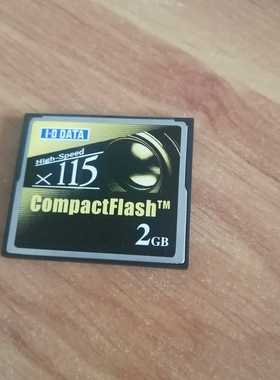 I-O DATA
High-Speed
×115
CompactFlash™
2GB